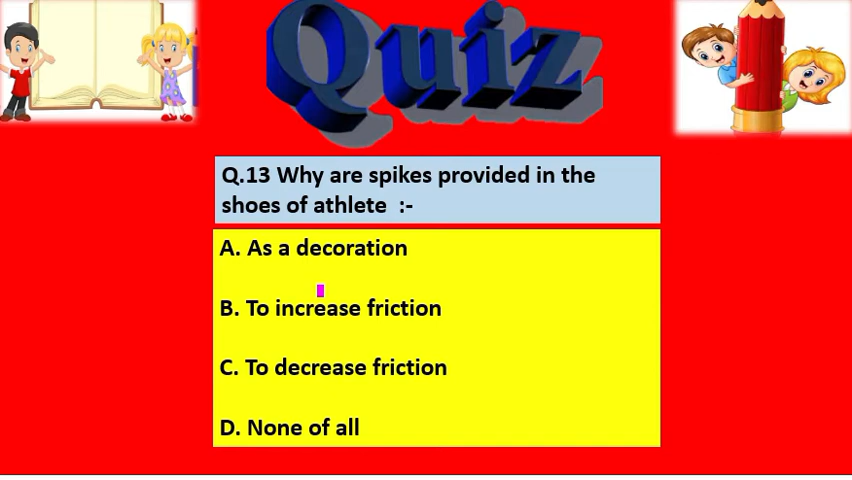 Quiz
Q.13 Why are spikes provided in the
shoes of athlete :-
A. As a decoration
B. To increase friction
C. To decrease friction
D. None of all